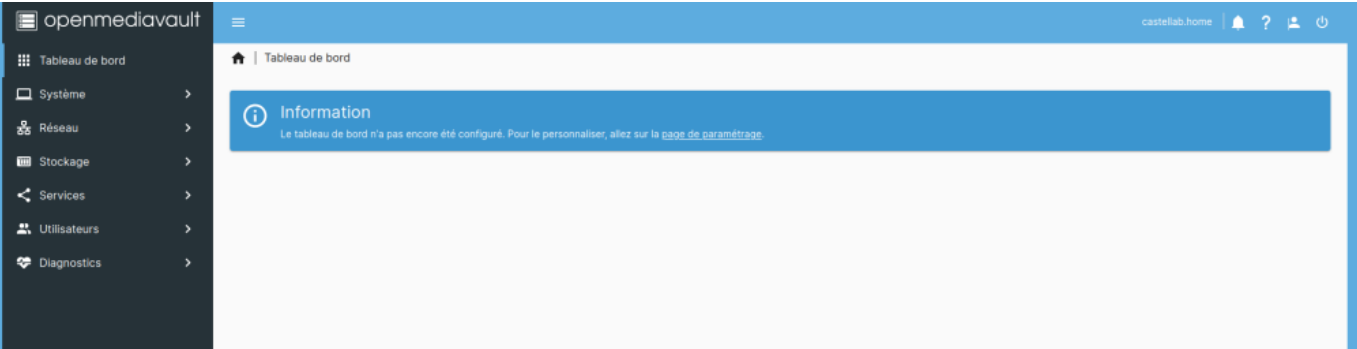 openmediavault
castellab.home
Tableau de bord
Tableau de bord
Système
Réseau
Stockage
Services
Utilisateurs
Diagnostics
Information
Le tableau de bord n'a pas encore été configuré. Pour le personnaliser, allez sur la page de paramétrage.